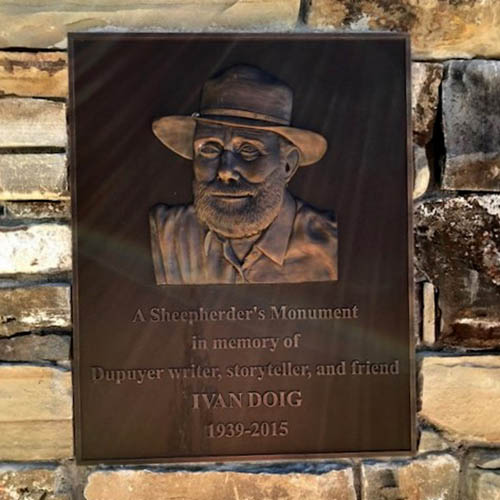 A Sheepherder's Monument
in memory of
Dupuyer writer, storyteller, and friend
IVAN DOIG
1939-2015